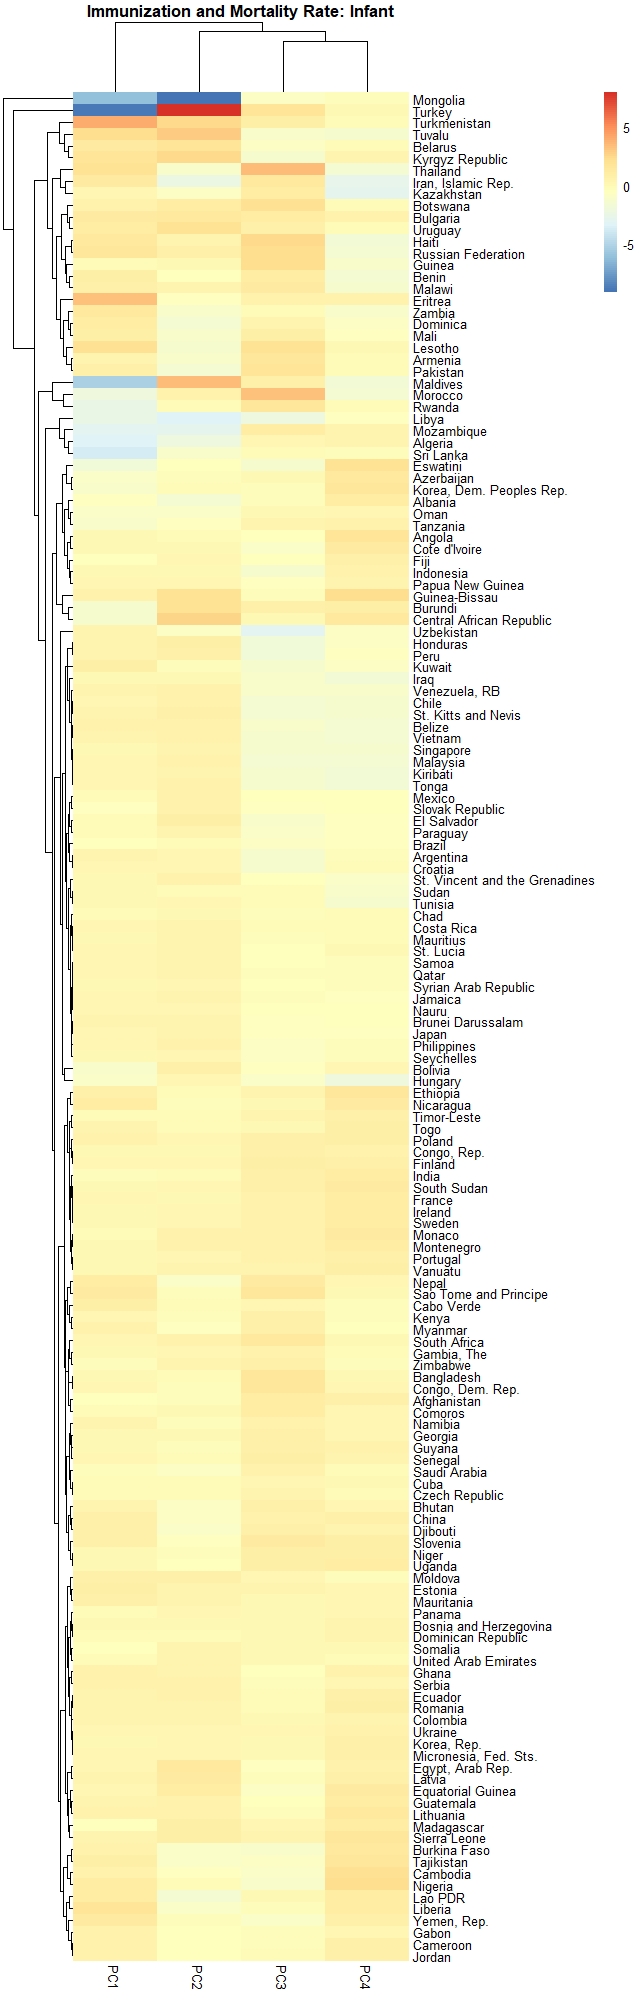 Immunization and Mortality Rate: Infant
Mongolia
Turkey
Turkmenistan
5
Tuvalu
Belarus
Kyrgyz Republic
Thailand
Iran, Islamic Rep.
0
Kazakhstan
Botswana
Bulgaria
Uruguay
Haiti
-5
Russian Federation
Guinea
Benin
Malawi
Eritrea
Zambia
Dominica
Mali
Lesotho
Armenia
Pakistan
Maldives
Morocco
Rwanda
Libya
Mozambique
Algeria
Sri Lanka
Eswatini
Azerbaijan
Korea, Dem. Peoples Rep.
Albania
Oman
Tanzania
Angola
Cote d'Ivoire
Fiji
Indonesia
Papua New Guinea
Guinea-Bissau
Burundi
Central African Republic
Uzbekistan
Honduras
Peru
Kuwait
Iraq
Venezuela, RB
Chile
St. Kitts and Nevis
Belize
Vietnam
Singapore
Malaysia
Kiribati
Tonga
Mexico
Slovak Republic
El Salvador
Paraguay
Brazil
Argentina
Croatia
St. Vincent and the Grenadines
Sudan
Tunisia
Chad
Costa Rica
Mauritius
St. Lucia
Samoa
Qatar
Syrian Arab Republic
Jamaica
Nauru
Brunei Darussalam
Japan
Philippines
Seychelles
Bolivia
Hungary
Ethiopia
Nicaragua
Timor-Leste
Togo
Poland
Congo, Rep.
Finland
India
South Sudan
France
Ireland
Sweden
Monaco
Montenegro
Portugal
Vanuatu
Nepal
Sao Tome and Principe
Cabo Verde
Kenya
Myanmar
South Africa
Gambia, The
Zimbabwe
Bangladesh
Congo, Dem. Rep.
Afghanistan
Comoros
Namibia
Georgia
Guyana
Senegal
Saudi Arabia
Cuba
Czech Republic
Bhutan
China
Djibouti
Slovenia
Niger
Uganda
Moldova
Estonia
Mauritania
Panama
Bosnia and Herzegovina
Dominican Republic
Somalia
United Arab Emirates
Ghana
Serbia
Ecuador
Romania
Colombia
Ukraine
Korea, Rep.
Micronesia, Fed. Sts.
Egypt, Arab Rep.
Latvia
Equatorial Guinea
Guatemala
Lithuania
Madagascar
Sierra Leone
Burkina Faso
Tajikistan
Cambodia
Nigeria
Lao PDR
Liberia
Yemen, Rep.
Gabon
Cameroon
Jordan
PC1
PC2
PC3
PC4